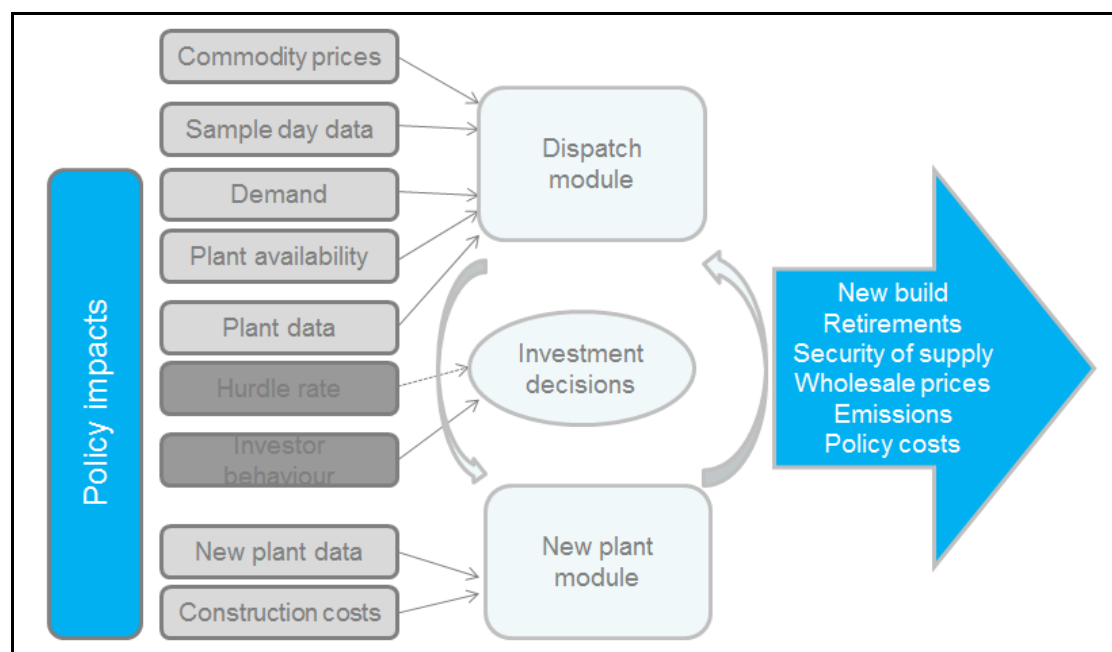 Policy impacts
Commodity prices
Sample day data
Demand
Plant availability
Plant data
Hurdle rate
Investor
behaviour
New plant data
Construction costs
Dispatch
module
Investment
decisions
New plant
module
New build
Retirements
Security of supply
Wholesale prices
Emissions
Policy costs